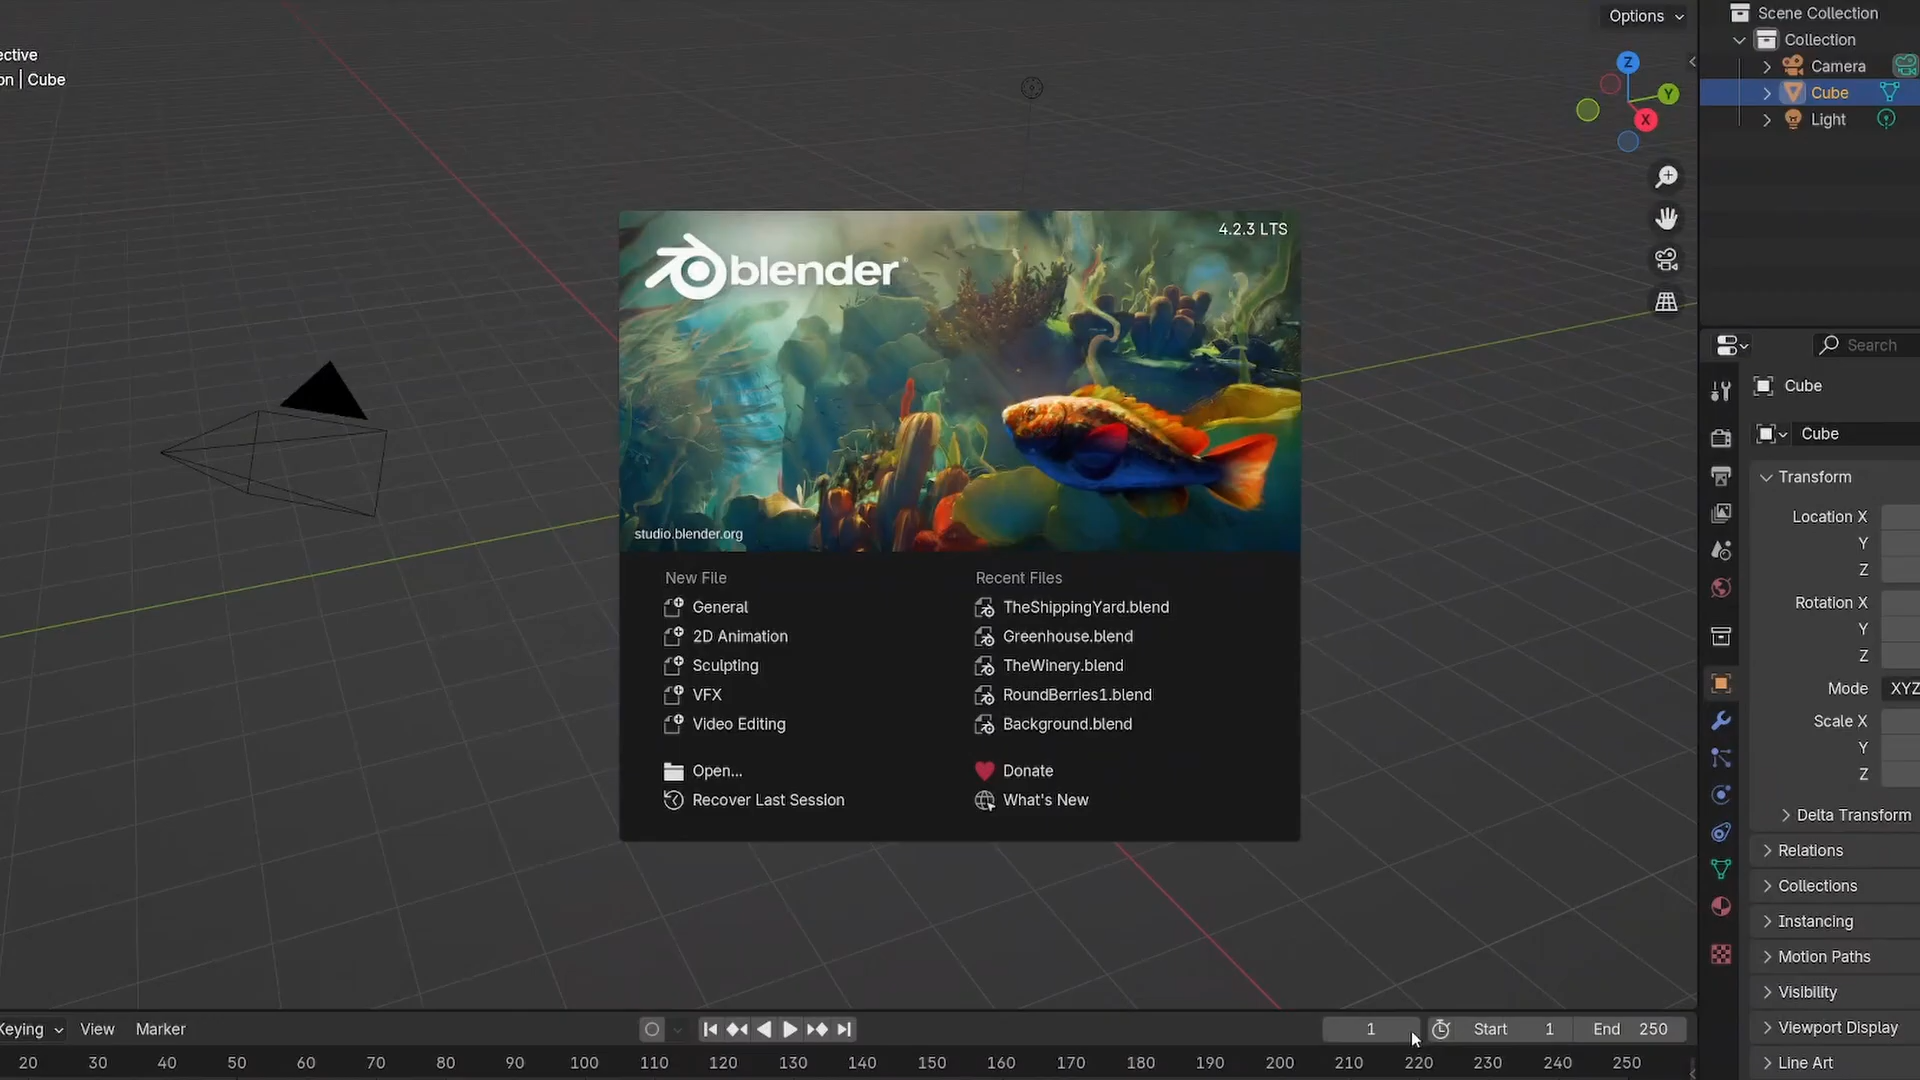 Options
Scene Collection
Collection
Camera
Cube
Light
ective
on | Cube
Z
Y
X
blender
4.2.3 LTS
studio.blender.org
New File
General
2D Animation
Sculpting
VFX
Video Editing
Open...
Recover Last Session
Recent Files
TheShippingYard.blend
Greenhouse.blend
TheWinery.blend
RoundBerries1.blend
Background.blend
Donate
What's New
Search
Cube
Cube
Transform
Location X
Y
Z
Rotation X
Y
Z
Mode XYZ
Scale X
Y
Z
Delta Transform
Relations
Collections
Instancing
Motion Paths
Visibility
Viewport Display
Line Art
Keying View Marker
1 Start 1 End 250
20 30 40 50 60 70 80 90 100 110 120 130 140 150 160 170 180 190 200 210 220 230 240 250